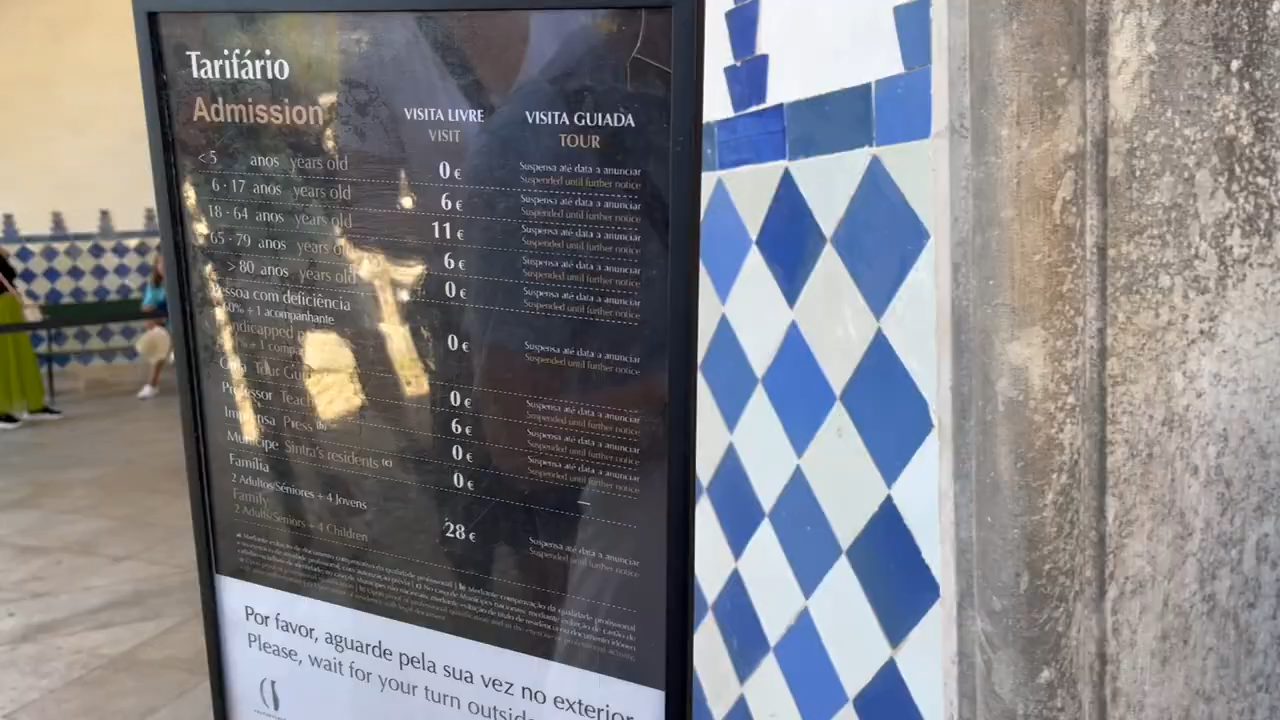 Tarifário
Admission
VISITA LIVRE
VISIT
VISITA GUIADA
TOUR
<5 anos years old 0 € Suspensa até data a anunciar
Suspended until further notice
6 - 17 anos years old 6 € Suspensa até data a anunciar
Suspended until further notice
18 - 64 anos years old 11 € Suspensa até data a anunciar
Suspended until further notice
65 - 79 anos years old 6 € Suspensa até data a anunciar
Suspended until further notice
> 80 anos years old 0 € Suspensa até data a anunciar
Suspended until further notice
Pessoa com deficiência
60% + 1 acompanhante
0 € Suspensa até data a anunciar
Suspended until further notice
Tour 0 € Suspensa até data a anunciar
Suspended until further notice
Professor 6 € Suspensa até data a anunciar
Suspended until further notice
Imprensa Press (b) 0 € Suspensa até data a anunciar
Suspended until further notice
Munícipe Sintra's residents (c) 0 € —
Família
2 Adultos/Séniores + 4 Jovens
Family
2 Adults/Seniors + 4 Children
28 € Suspensa até data a anunciar
Suspended until further notice
Por favor, aguarde pela sua vez no exterior
Please, wait for your turn outside